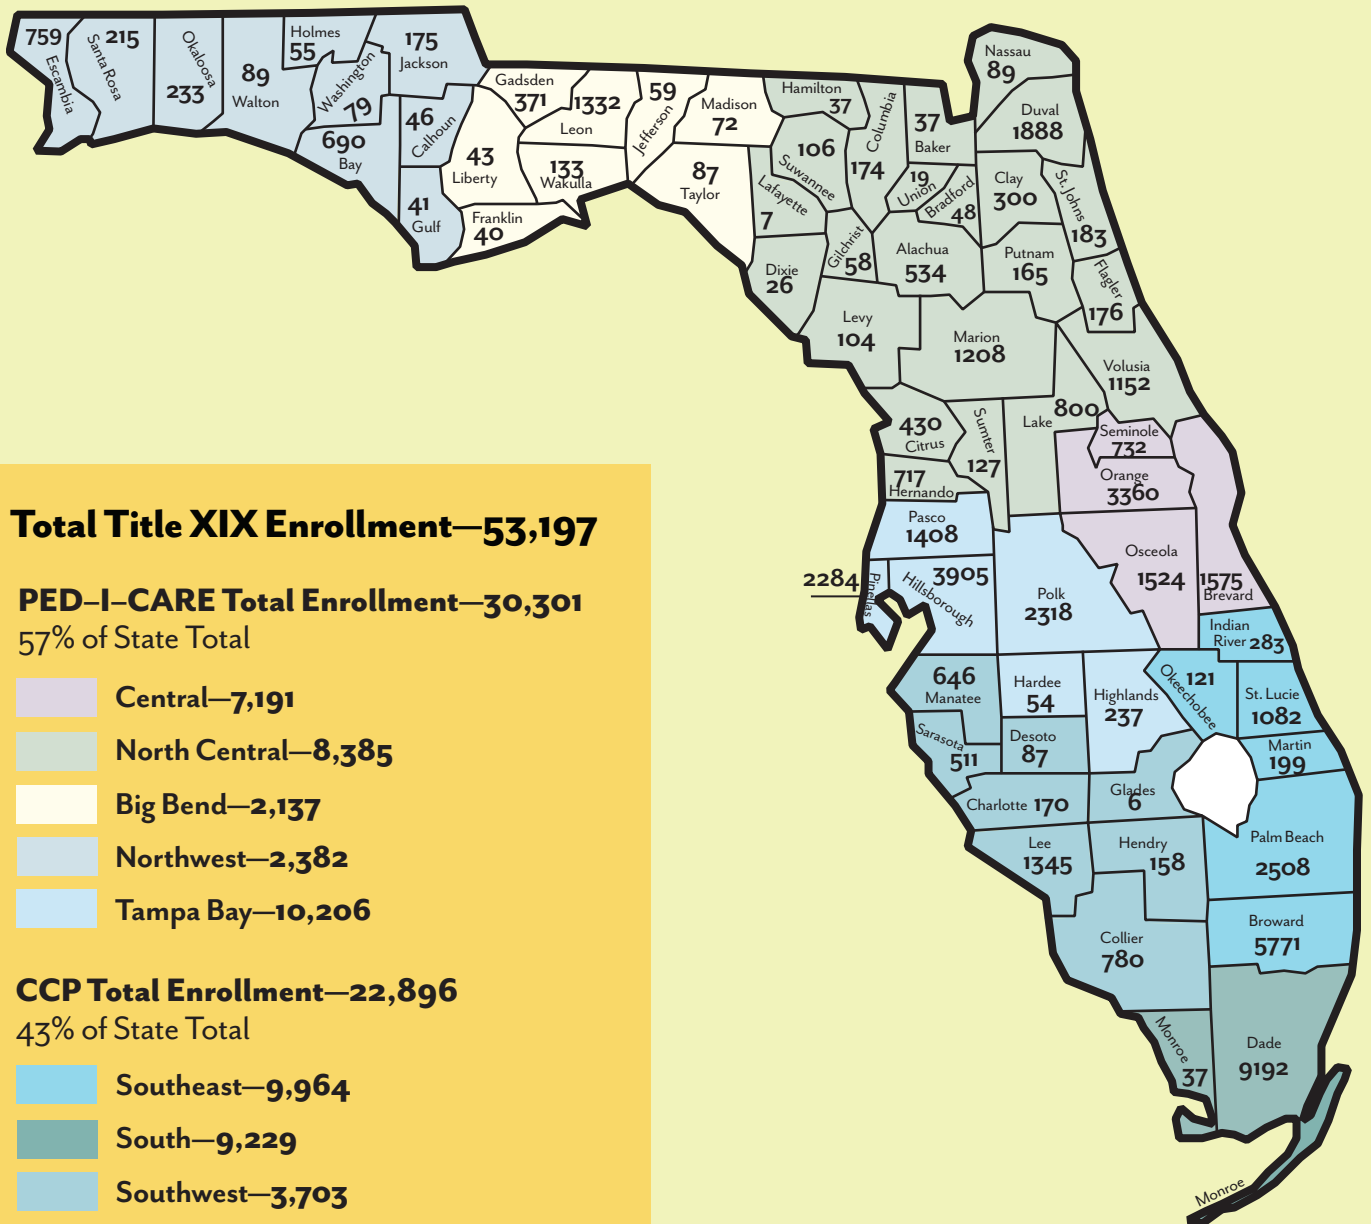 759
Escambia
215
Santa Rosa
Okaloosa
233
89
Walton
Holmes
55
Washington
79
175
Jackson
690
Bay
46
Calhoun
41
Gulf
Gadsden
371
1332
Leon
43
Liberty
133
Wakulla
Franklin
40
59
Jefferson
Madison
72
87
Taylor
Hamilton
37
106
Suwannee
Lafayette
7
Columbia
174
37
Baker
Nassau
89
Duval
1888
19
Union
Bradford
48
Clay
300
St. Johns
183
Dixie
26
Gilchrist
58
Alachua
534
Putnam
165
Flagler
176
Levy
104
Marion
1208
Volusia
1152
430
Citrus
Sumter
127
Lake
800
Seminole
732
717
Hernando
Orange
3360
Pasco
1408
2284
Pinellas
Hillsborough
3905
Polk
2318
Osceola
1524
1575
Brevard
Indian
River 283
646
Manatee
Hardee
54
Highlands
237
121
Okeechobee
St. Lucie
1082
Sarasota
511
Desoto
87
Martin
199
Charlotte 170
Glades
6
Lee
1345
Hendry
158
Palm Beach
2508
Collier
780
Broward
5771
Monroe
37
Dade
9192
Monroe
Total Title XIX Enrollment—53,197
PED–I–CARE Total Enrollment—30,301
57% of State Total
Central—7,191
North Central—8,385
Big Bend—2,137
Northwest—2,382
Tampa Bay—10,206
CCP Total Enrollment—22,896
43% of State Total
Southeast—9,964
South—9,229
Southwest—3,703